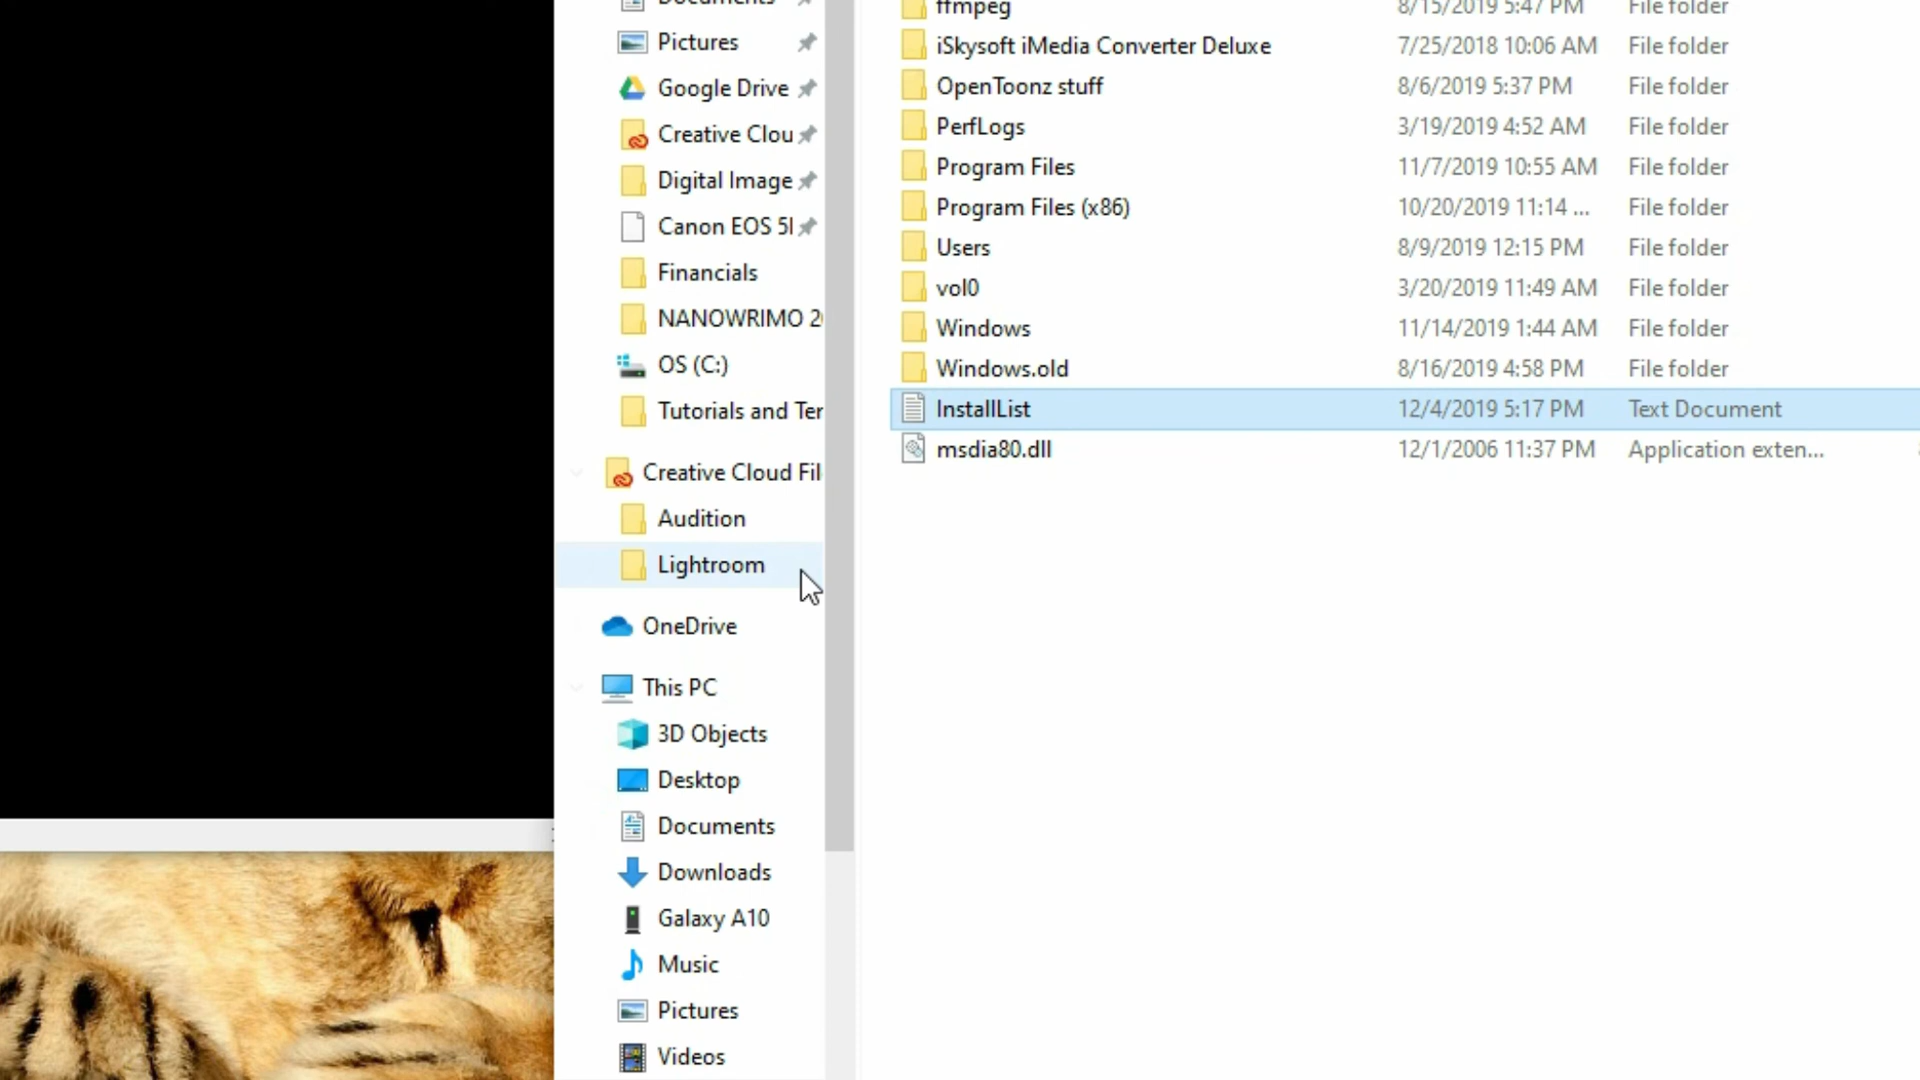 Documents
Pictures
Google Drive
Creative Clou
Digital Image
Canon EOS 5
Financials
NANOWRIMO 2
OS (C:)
Tutorials and Ter
Creative Cloud Fil
Audition
Lightroom
OneDrive
This PC
3D Objects
Desktop
Documents
Downloads
Galaxy A10
Music
Pictures
Videos
ffmpeg 8/15/2019 5:47 PM File folder
iSkysoft iMedia Converter Deluxe 7/25/2018 10:06 AM File folder
OpenToonz stuff 8/6/2019 5:37 PM File folder
PerfLogs 3/19/2019 4:52 AM File folder
Program Files 11/7/2019 10:55 AM File folder
Program Files (x86) 10/20/2019 11:14 ... File folder
Users 8/9/2019 12:15 PM File folder
vol0 3/20/2019 11:49 AM File folder
Windows 11/14/2019 1:44 AM File folder
Windows.old 8/16/2019 4:58 PM File folder
InstallList 12/4/2019 5:17 PM Text Document
msdia80.dll 12/1/2006 11:37 PM Application exten...